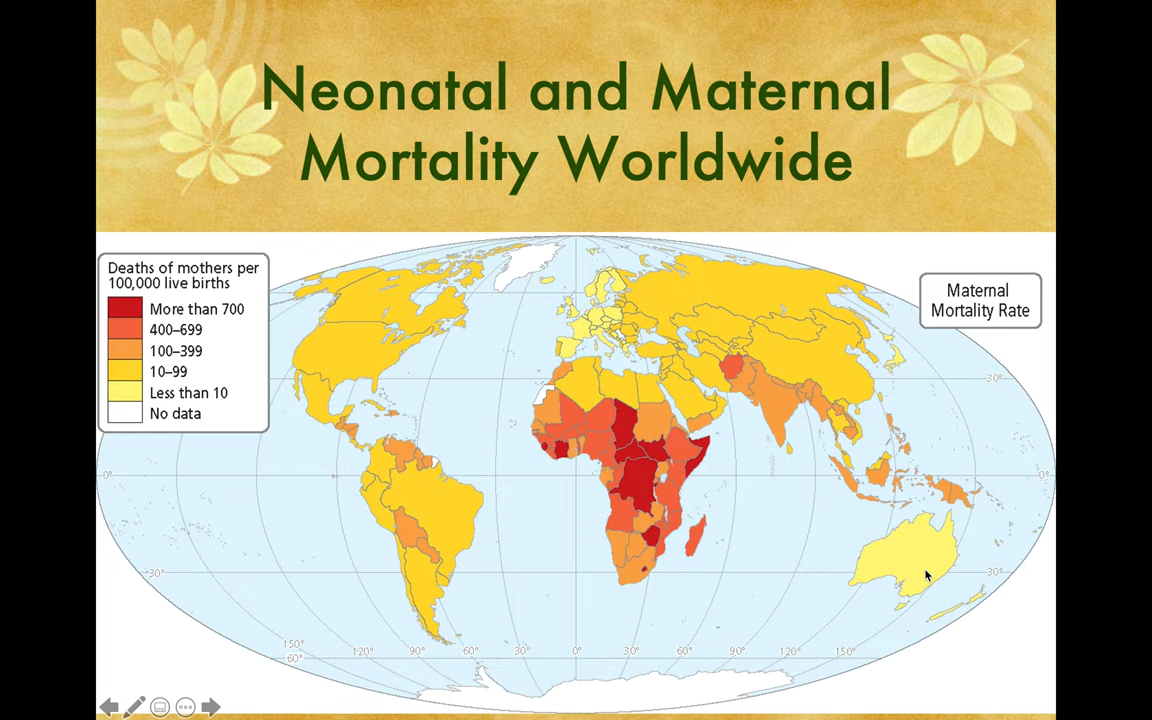 Neonatal and Maternal
Mortality Worldwide
Deaths of mothers per
100,000 live births
More than 700
400–699
100–399
10–99
Less than 10
No data
Maternal
Mortality Rate
30°
0°
0°
30°
30°
150°
120°
90°
60°
30°
0°
30°
60°
90°
120°
150°
60°